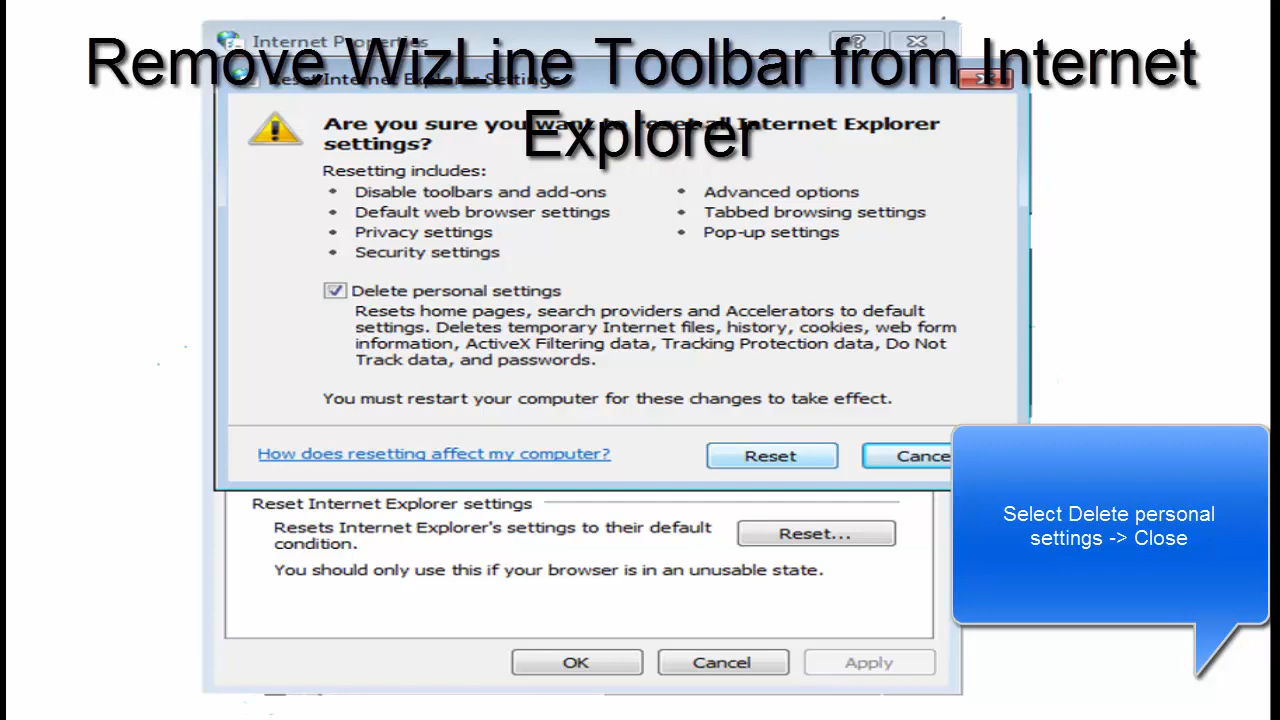 Remove WizLine Toolbar from Internet
Explorer
Internet Properties
Reset Internet Explorer Settings
Are you sure you want to reset all Internet Explorer
settings?
Resetting includes:
• Disable toolbars and add-ons
• Default web browser settings
• Privacy settings
• Security settings
• Advanced options
• Tabbed browsing settings
• Pop-up settings
Delete personal settings
Resets home pages, search providers and Accelerators to default
settings. Deletes temporary Internet files, history, cookies, web form
information, ActiveX Filtering data, Tracking Protection data, Do Not
Track data, and passwords.
You must restart your computer for these changes to take effect.
How does resetting affect my computer?
Reset
Cance
Select Delete personal
settings -> Close
Reset Internet Explorer settings
Resets Internet Explorer's settings to their default
condition.
Reset...
You should only use this if your browser is in an unusable state.
OK
Cancel
Apply